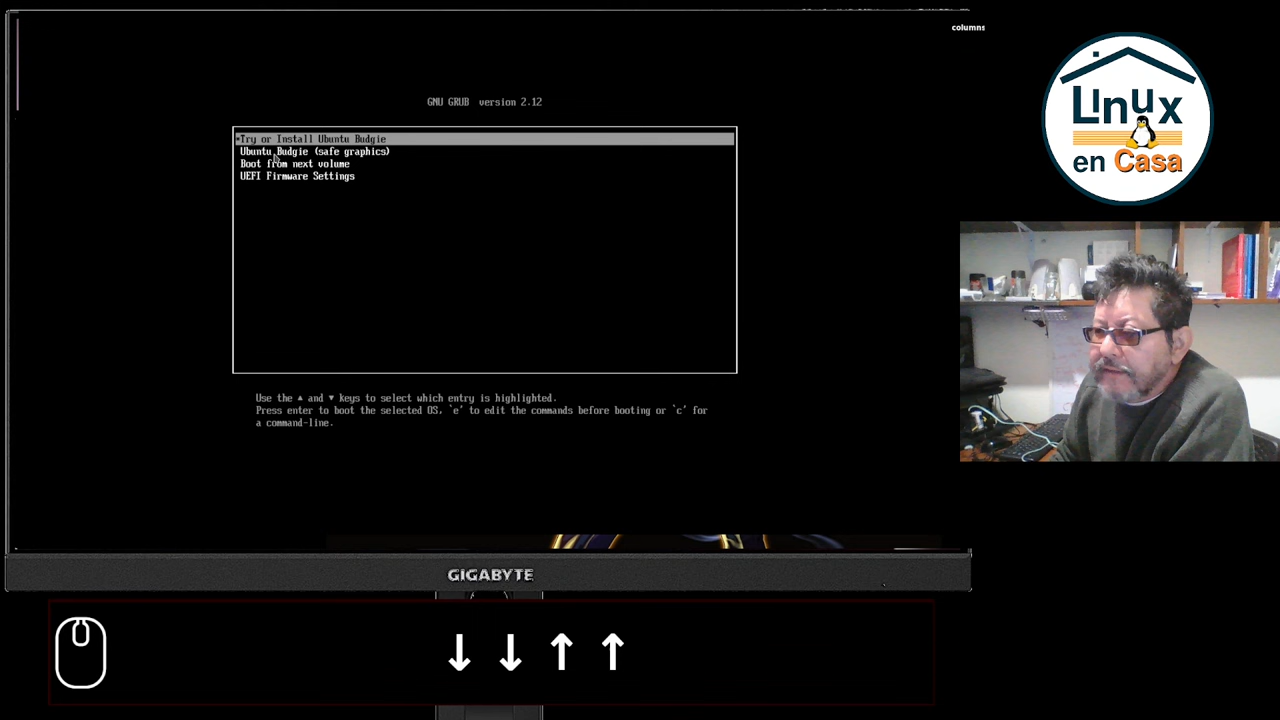 columns
GNU GRUB version 2.12
*Try or Install Ubuntu Budgie
Ubuntu Budgie (safe graphics)
Boot from next volume
UEFI Firmware Settings
Use the ▲ and ▼ keys to select which entry is highlighted.
Press enter to boot the selected OS, `e' to edit the commands before booting or `c' for
a command-line.
GIGABYTE
↓ ↓ ↑ ↑
Linux
en Casa